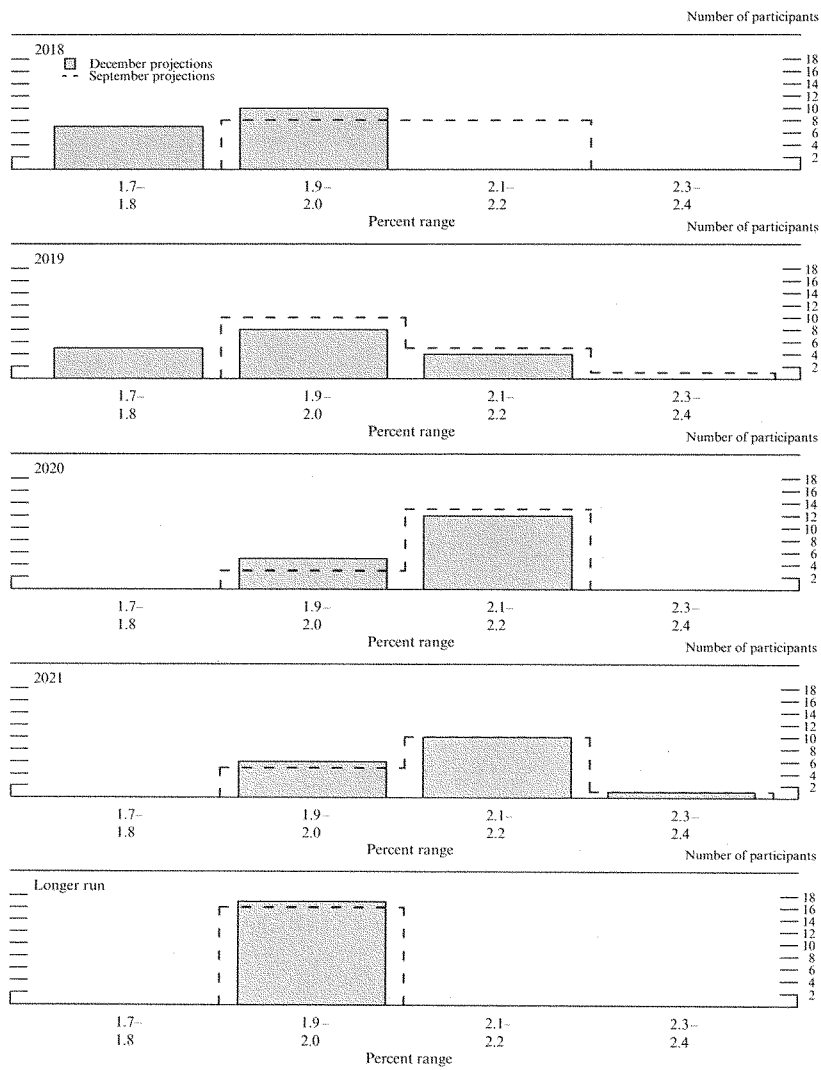 Number of participants
2018
December projections
September projections
18
16
14
12
10
8
6
4
2
1.7– 1.9– 2.1– 2.3–
1.8 2.0 2.2 2.4
Percent range
Number of participants
2019
18
16
14
12
10
8
6
4
2
1.7– 1.9– 2.1– 2.3–
1.8 2.0 2.2 2.4
Percent range
Number of participants
2020
18
16
14
12
10
8
6
4
2
1.7– 1.9– 2.1– 2.3–
1.8 2.0 2.2 2.4
Percent range
Number of participants
2021
18
16
14
12
10
8
6
4
2
1.7– 1.9– 2.1– 2.3–
1.8 2.0 2.2 2.4
Percent range
Number of participants
Longer run
18
16
14
12
10
8
6
4
2
1.7– 1.9– 2.1– 2.3–
1.8 2.0 2.2 2.4
Percent range